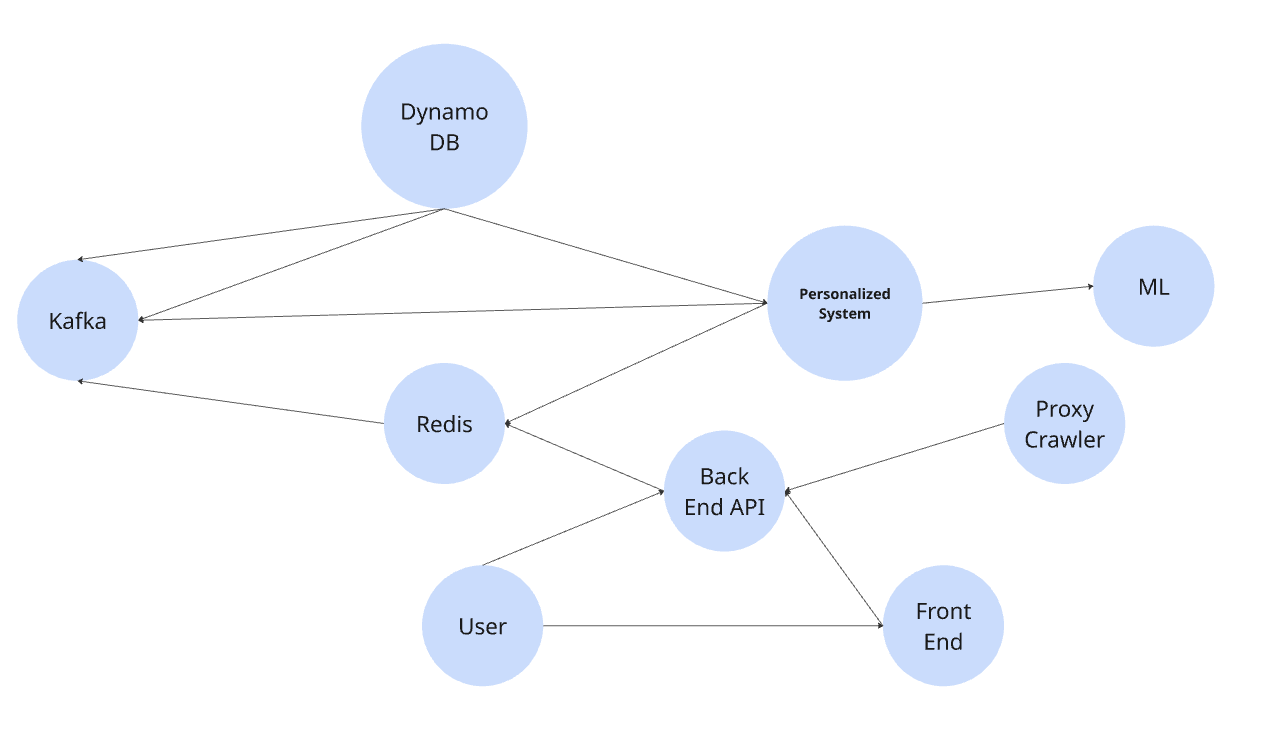 Dynamo
DB
Personalized
System
ML
Kafka
Redis
Proxy
Crawler
Back
End API
User
Front
End